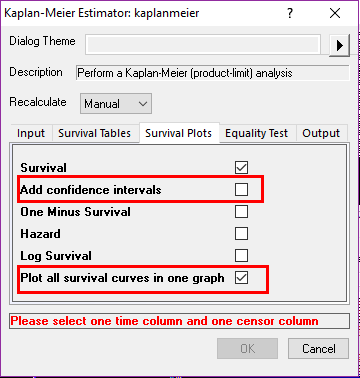 Kaplan-Meier Estimator: kaplanmeier
Dialog Theme
Description Perform a Kaplan-Meier (product-limit) analysis
Recalculate Manual
Input Survival Tables Survival Plots Equality Test Output
Survival
Add confidence intervals
One Minus Survival
Hazard
Log Survival
Plot all survival curves in one graph
Please select one time column and one censor column
OK Cancel